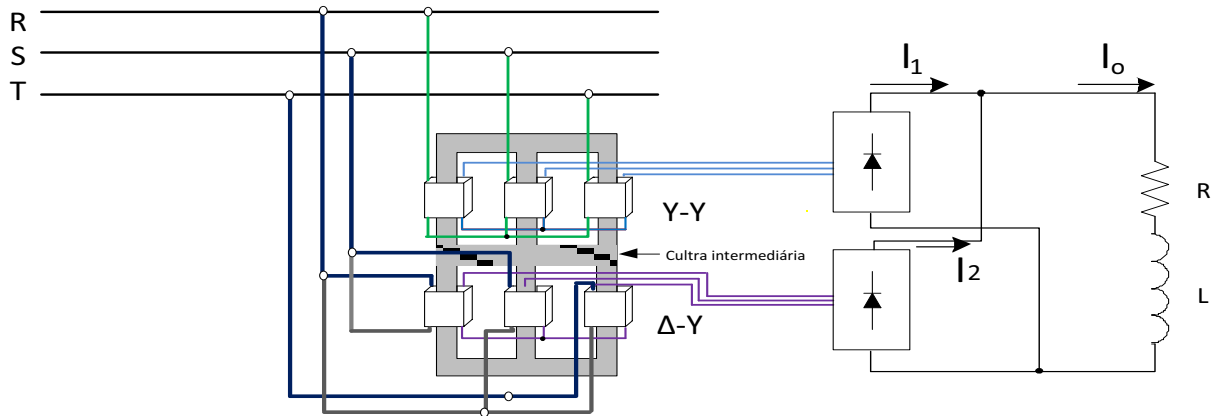 R
S
T
I1
Io
Y-Y
Cultra intermediária
I2
Δ-Y
R
L